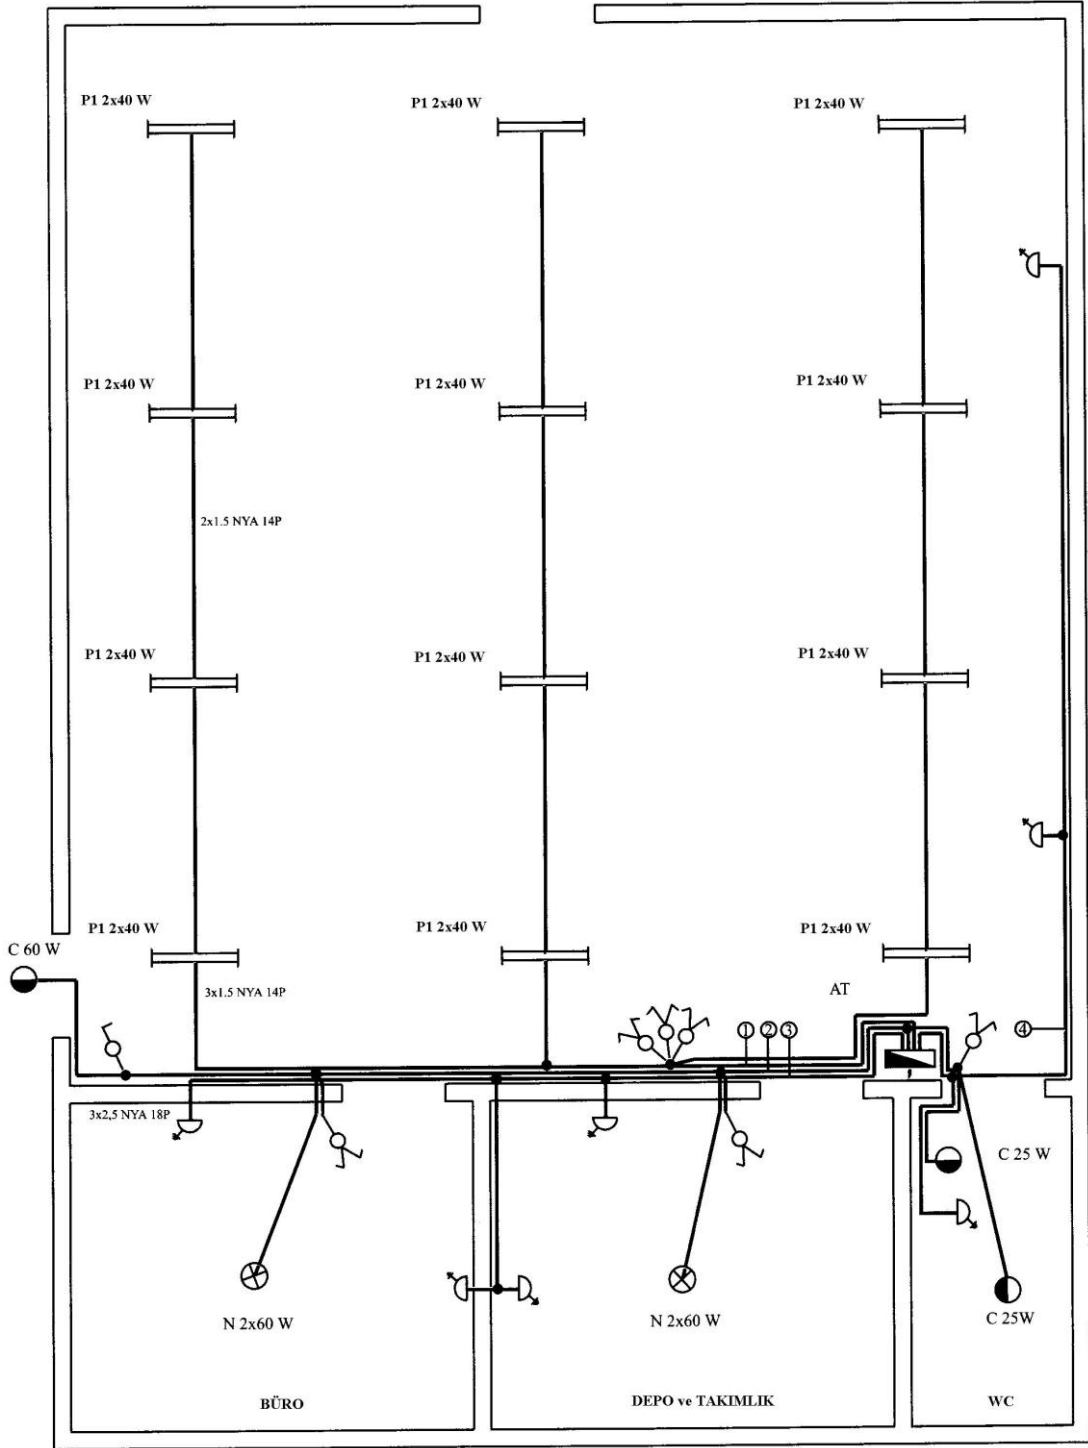 P1 2x40 W
P1 2x40 W
P1 2x40 W
P1 2x40 W
P1 2x40 W
P1 2x40 W
2x1.5 NYA 14P
P1 2x40 W
P1 2x40 W
P1 2x40 W
P1 2x40 W
P1 2x40 W
P1 2x40 W
C 60 W
3x1.5 NYA 14P
AT
1 2 3
4
3x2,5 NYA 18P
C 25 W
N 2x60 W
N 2x60 W
C 25W
BÜRO
DEPO ve TAKIMLIK
WC